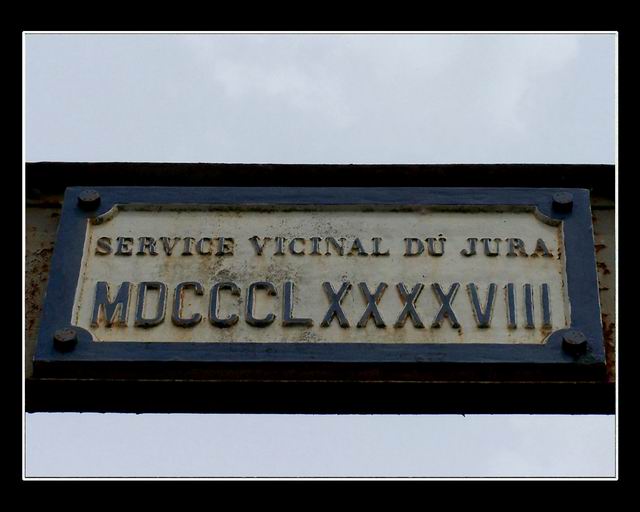 SERVICE VICINAL DU JURA
MDCCCLXXXXVIII